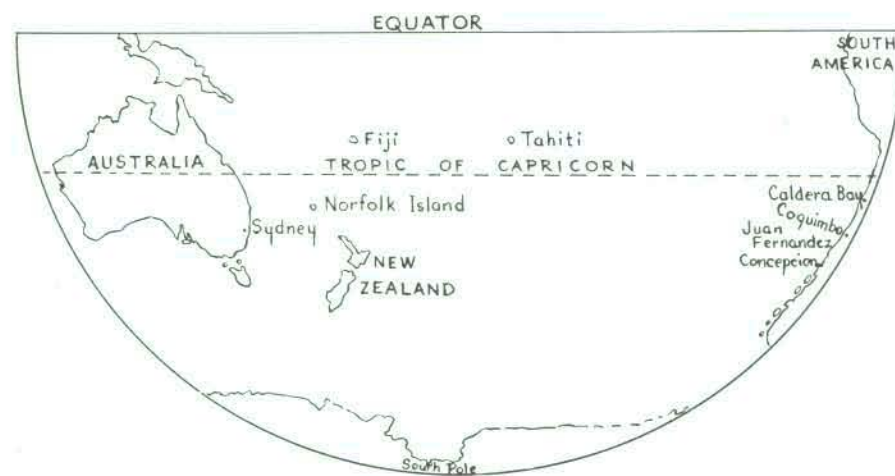 EQUATOR
SOUTH
AMERICA
Fiji
Tahiti
AUSTRALIA
TROPIC OF CAPRICORN
Caldera Bay
Norfolk Island
Coquimbo
Sydney
Juan
Fernandez
NEW
ZEALAND
Concepcion
South Pole